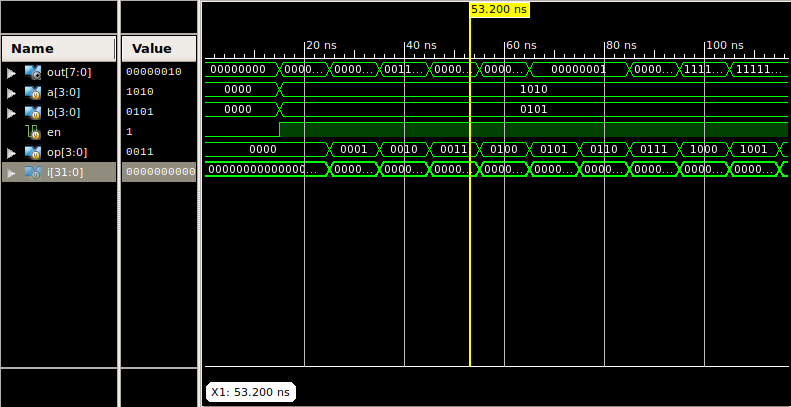 53.200 ns
Name Value 20 ns 40 ns 60 ns 80 ns 100 ns
out[7:0] 00000010 00000000 0000... 0000... 0011... 0000... 0000... 00000001 0000... 1111... 11111...
a[3:0] 1010 0000 1010
b[3:0] 0101 0000 0101
en 1
op[3:0] 0011 0000 0001 0010 0011 0100 0101 0110 0111 1000 1001
i[31:0] 0000000000 00000000000000... 0000... 0000... 0000... 0000... 0000... 0000... 0000... 0000... 0000...
X1: 53.200 ns